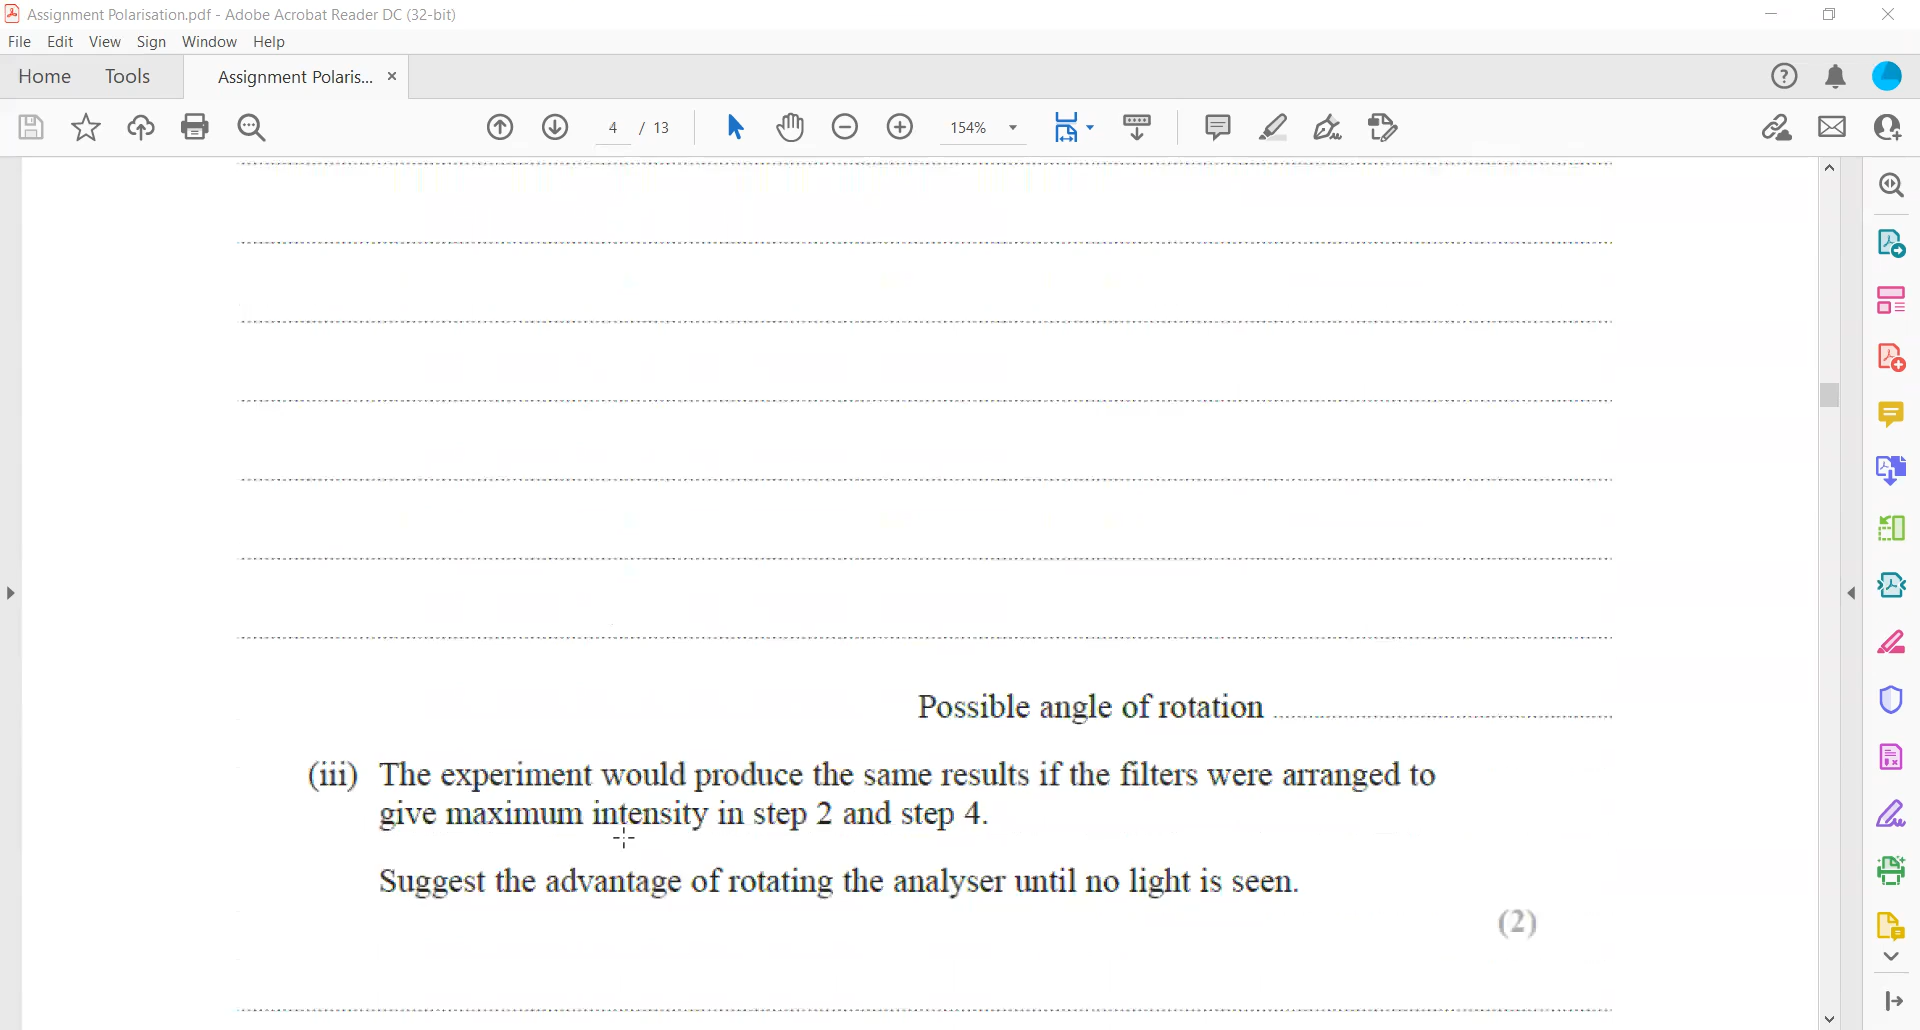 Assignment Polarisation.pdf - Adobe Acrobat Reader DC (32-bit)
File Edit View Sign Window Help
Home Tools Assignment Polaris... ×
4 / 13 154%
Possible angle of rotation
(iii) The experiment would produce the same results if the filters were arranged to
give maximum intensity in step 2 and step 4.
Suggest the advantage of rotating the analyser until no light is seen.
(2)